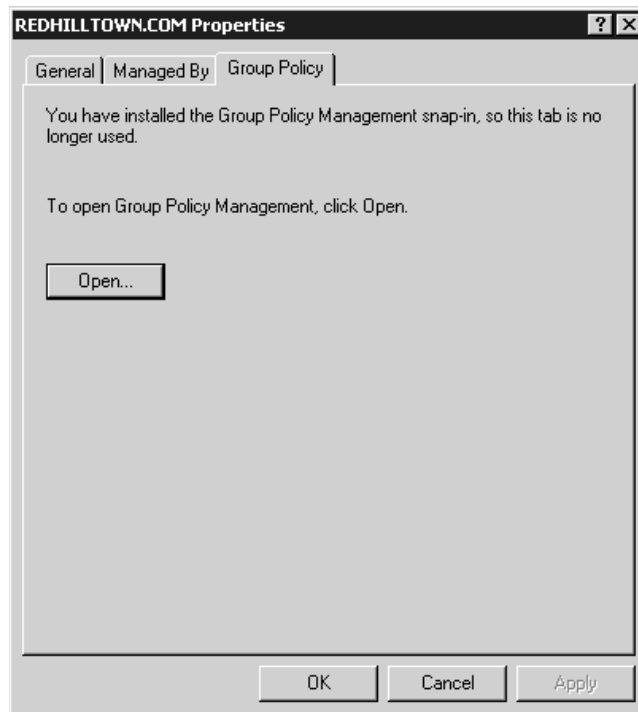 REDHILLTOWN.COM Properties
General
Managed By
Group Policy
You have installed the Group Policy Management snap-in, so this tab is no
longer used.
To open Group Policy Management, click Open.
Open...
OK
Cancel
Apply